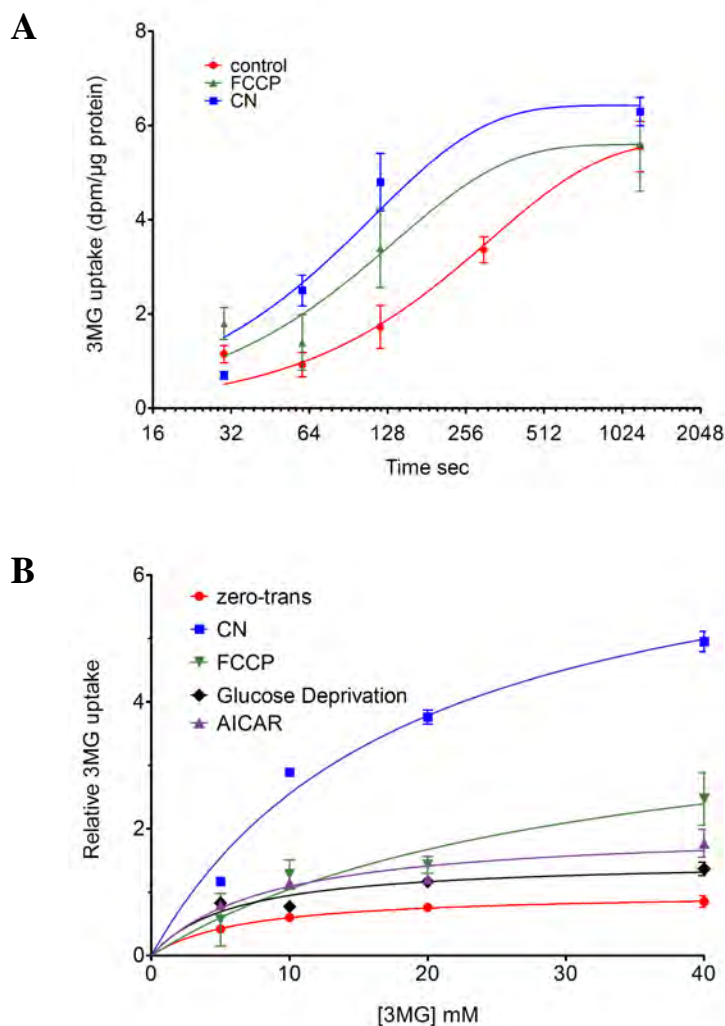 A
8
control
FCCP
CN
6
4
2
0
3MG uptake (dpm/µg protein)
16 32 64 128 256 512 1024 2048
Time sec
B
6
zero-trans
CN
FCCP
Glucose Deprivation
AICAR
4
2
0
Relative 3MG uptake
0 10 20 30 40
[3MG] mM